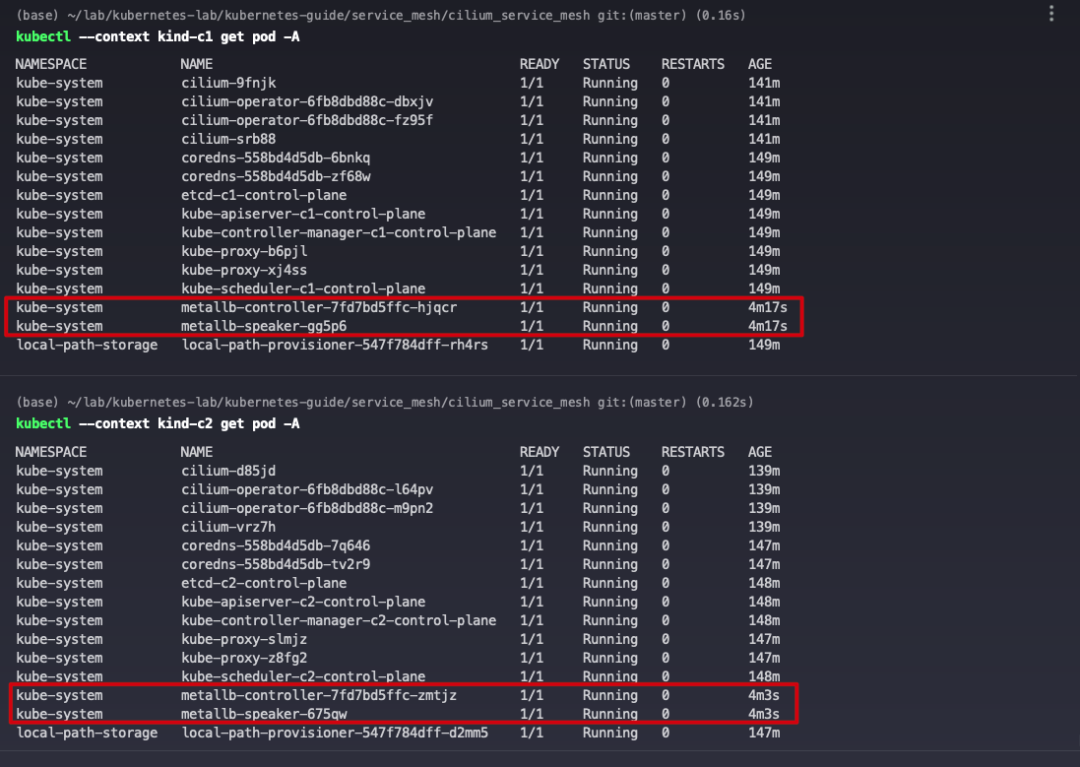 (base) ~/lab/kubernetes-lab/kubernetes-guide/service_mesh/cilium_service_mesh git:(master) (0.16s)
kubectl --context kind-c1 get pod -A
NAMESPACE NAME READY STATUS RESTARTS AGE
kube-system cilium-9fnjk 1/1 Running 0 141m
kube-system cilium-operator-6fb8dbd88c-dbxjv 1/1 Running 0 141m
kube-system cilium-operator-6fb8dbd88c-fz95f 1/1 Running 0 141m
kube-system cilium-srb88 1/1 Running 0 141m
kube-system coredns-558bd4d5db-6bnkq 1/1 Running 0 149m
kube-system coredns-558bd4d5db-zf68w 1/1 Running 0 149m
kube-system etcd-c1-control-plane 1/1 Running 0 149m
kube-system kube-apiserver-c1-control-plane 1/1 Running 0 149m
kube-system kube-controller-manager-c1-control-plane 1/1 Running 0 149m
kube-system kube-proxy-b6pjl 1/1 Running 0 149m
kube-system kube-proxy-xj4ss 1/1 Running 0 149m
kube-system kube-scheduler-c1-control-plane 1/1 Running 0 149m
kube-system metallb-controller-7fd7bd5ffc-hjqcr 1/1 Running 0 4m17s
kube-system metallb-speaker-gg5p6 1/1 Running 0 4m17s
local-path-storage local-path-provisioner-547f784dff-rh4rs 1/1 Running 0 149m
(base) ~/lab/kubernetes-lab/kubernetes-guide/service_mesh/cilium_service_mesh git:(master) (0.162s)
kubectl --context kind-c2 get pod -A
NAMESPACE NAME READY STATUS RESTARTS AGE
kube-system cilium-d85jd 1/1 Running 0 139m
kube-system cilium-operator-6fb8dbd88c-l64pv 1/1 Running 0 139m
kube-system cilium-operator-6fb8dbd88c-m9pn2 1/1 Running 0 139m
kube-system cilium-vrz7h 1/1 Running 0 139m
kube-system coredns-558bd4d5db-7q646 1/1 Running 0 147m
kube-system coredns-558bd4d5db-tv2r9 1/1 Running 0 147m
kube-system etcd-c2-control-plane 1/1 Running 0 148m
kube-system kube-apiserver-c2-control-plane 1/1 Running 0 148m
kube-system kube-controller-manager-c2-control-plane 1/1 Running 0 148m
kube-system kube-proxy-slmjz 1/1 Running 0 147m
kube-system kube-proxy-z8fg2 1/1 Running 0 147m
kube-system kube-scheduler-c2-control-plane 1/1 Running 0 148m
kube-system metallb-controller-7fd7bd5ffc-zmtjz 1/1 Running 0 4m3s
kube-system metallb-speaker-675qw 1/1 Running 0 4m3s
local-path-storage local-path-provisioner-547f784dff-d2mm5 1/1 Running 0 147m